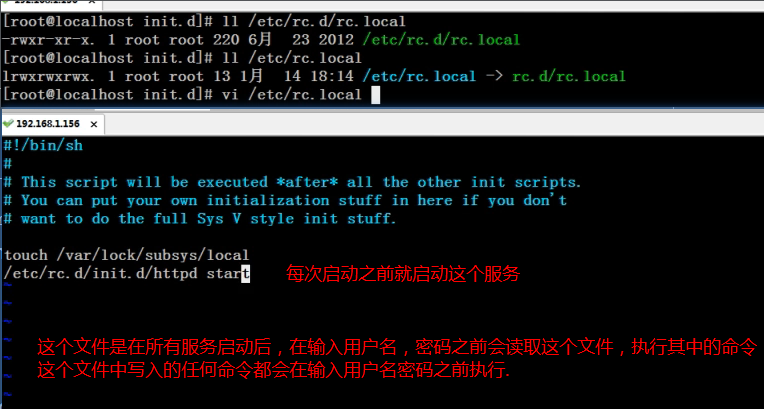 [root@localhost init.d]# ll /etc/rc.d/rc.local
-rwxr-xr-x. 1 root root 220 6月 23 2012 /etc/rc.d/rc.local
[root@localhost init.d]# ll /etc/rc.local
lrwxrwxrwx. 1 root root 13 1月 14 18:14 /etc/rc.local -> rc.d/rc.local
[root@localhost init.d]# vi /etc/rc.local
192.168.1.156 ×
#!/bin/sh
#
# This script will be executed *after* all the other init scripts.
# You can put your own initialization stuff in here if you don't
# want to do the full Sys V style init stuff.
touch /var/lock/subsys/local
/etc/rc.d/init.d/httpd start 每次启动之前就启动这个服务
~
~
~
~
这个文件是在所有服务启动后，在输入用户名，密码之前会读取这个文件，执行其中的命令
~
这个文件中写入的任何命令都会在输入用户名密码之前执行.
~
~